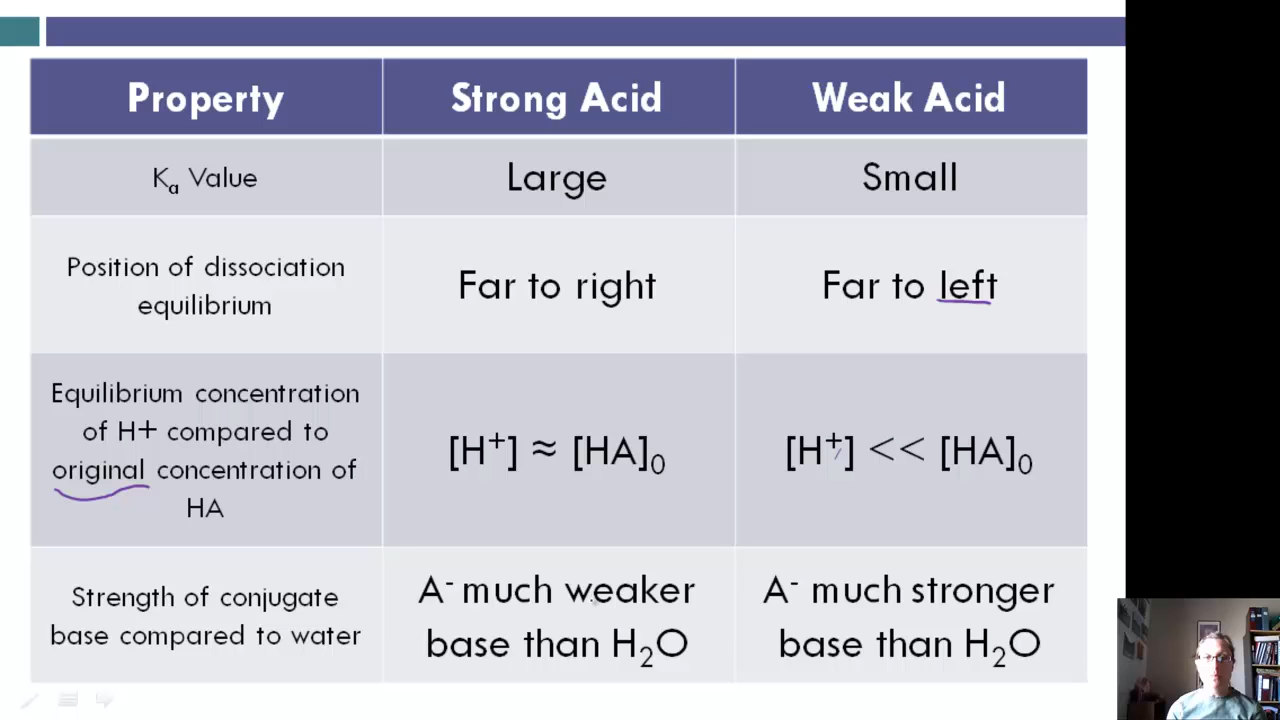 Property Strong Acid Weak Acid
Kₐ Value Large Small
Position of dissociation
equilibrium
Far to right Far to left
Equilibrium concentration
of H+ compared to
original concentration of
HA
[H⁺] ≈ [HA]₀ [H⁺] << [HA]₀
Strength of conjugate
base compared to water
A⁻ much weaker
base than H₂O
A⁻ much stronger
base than H₂O